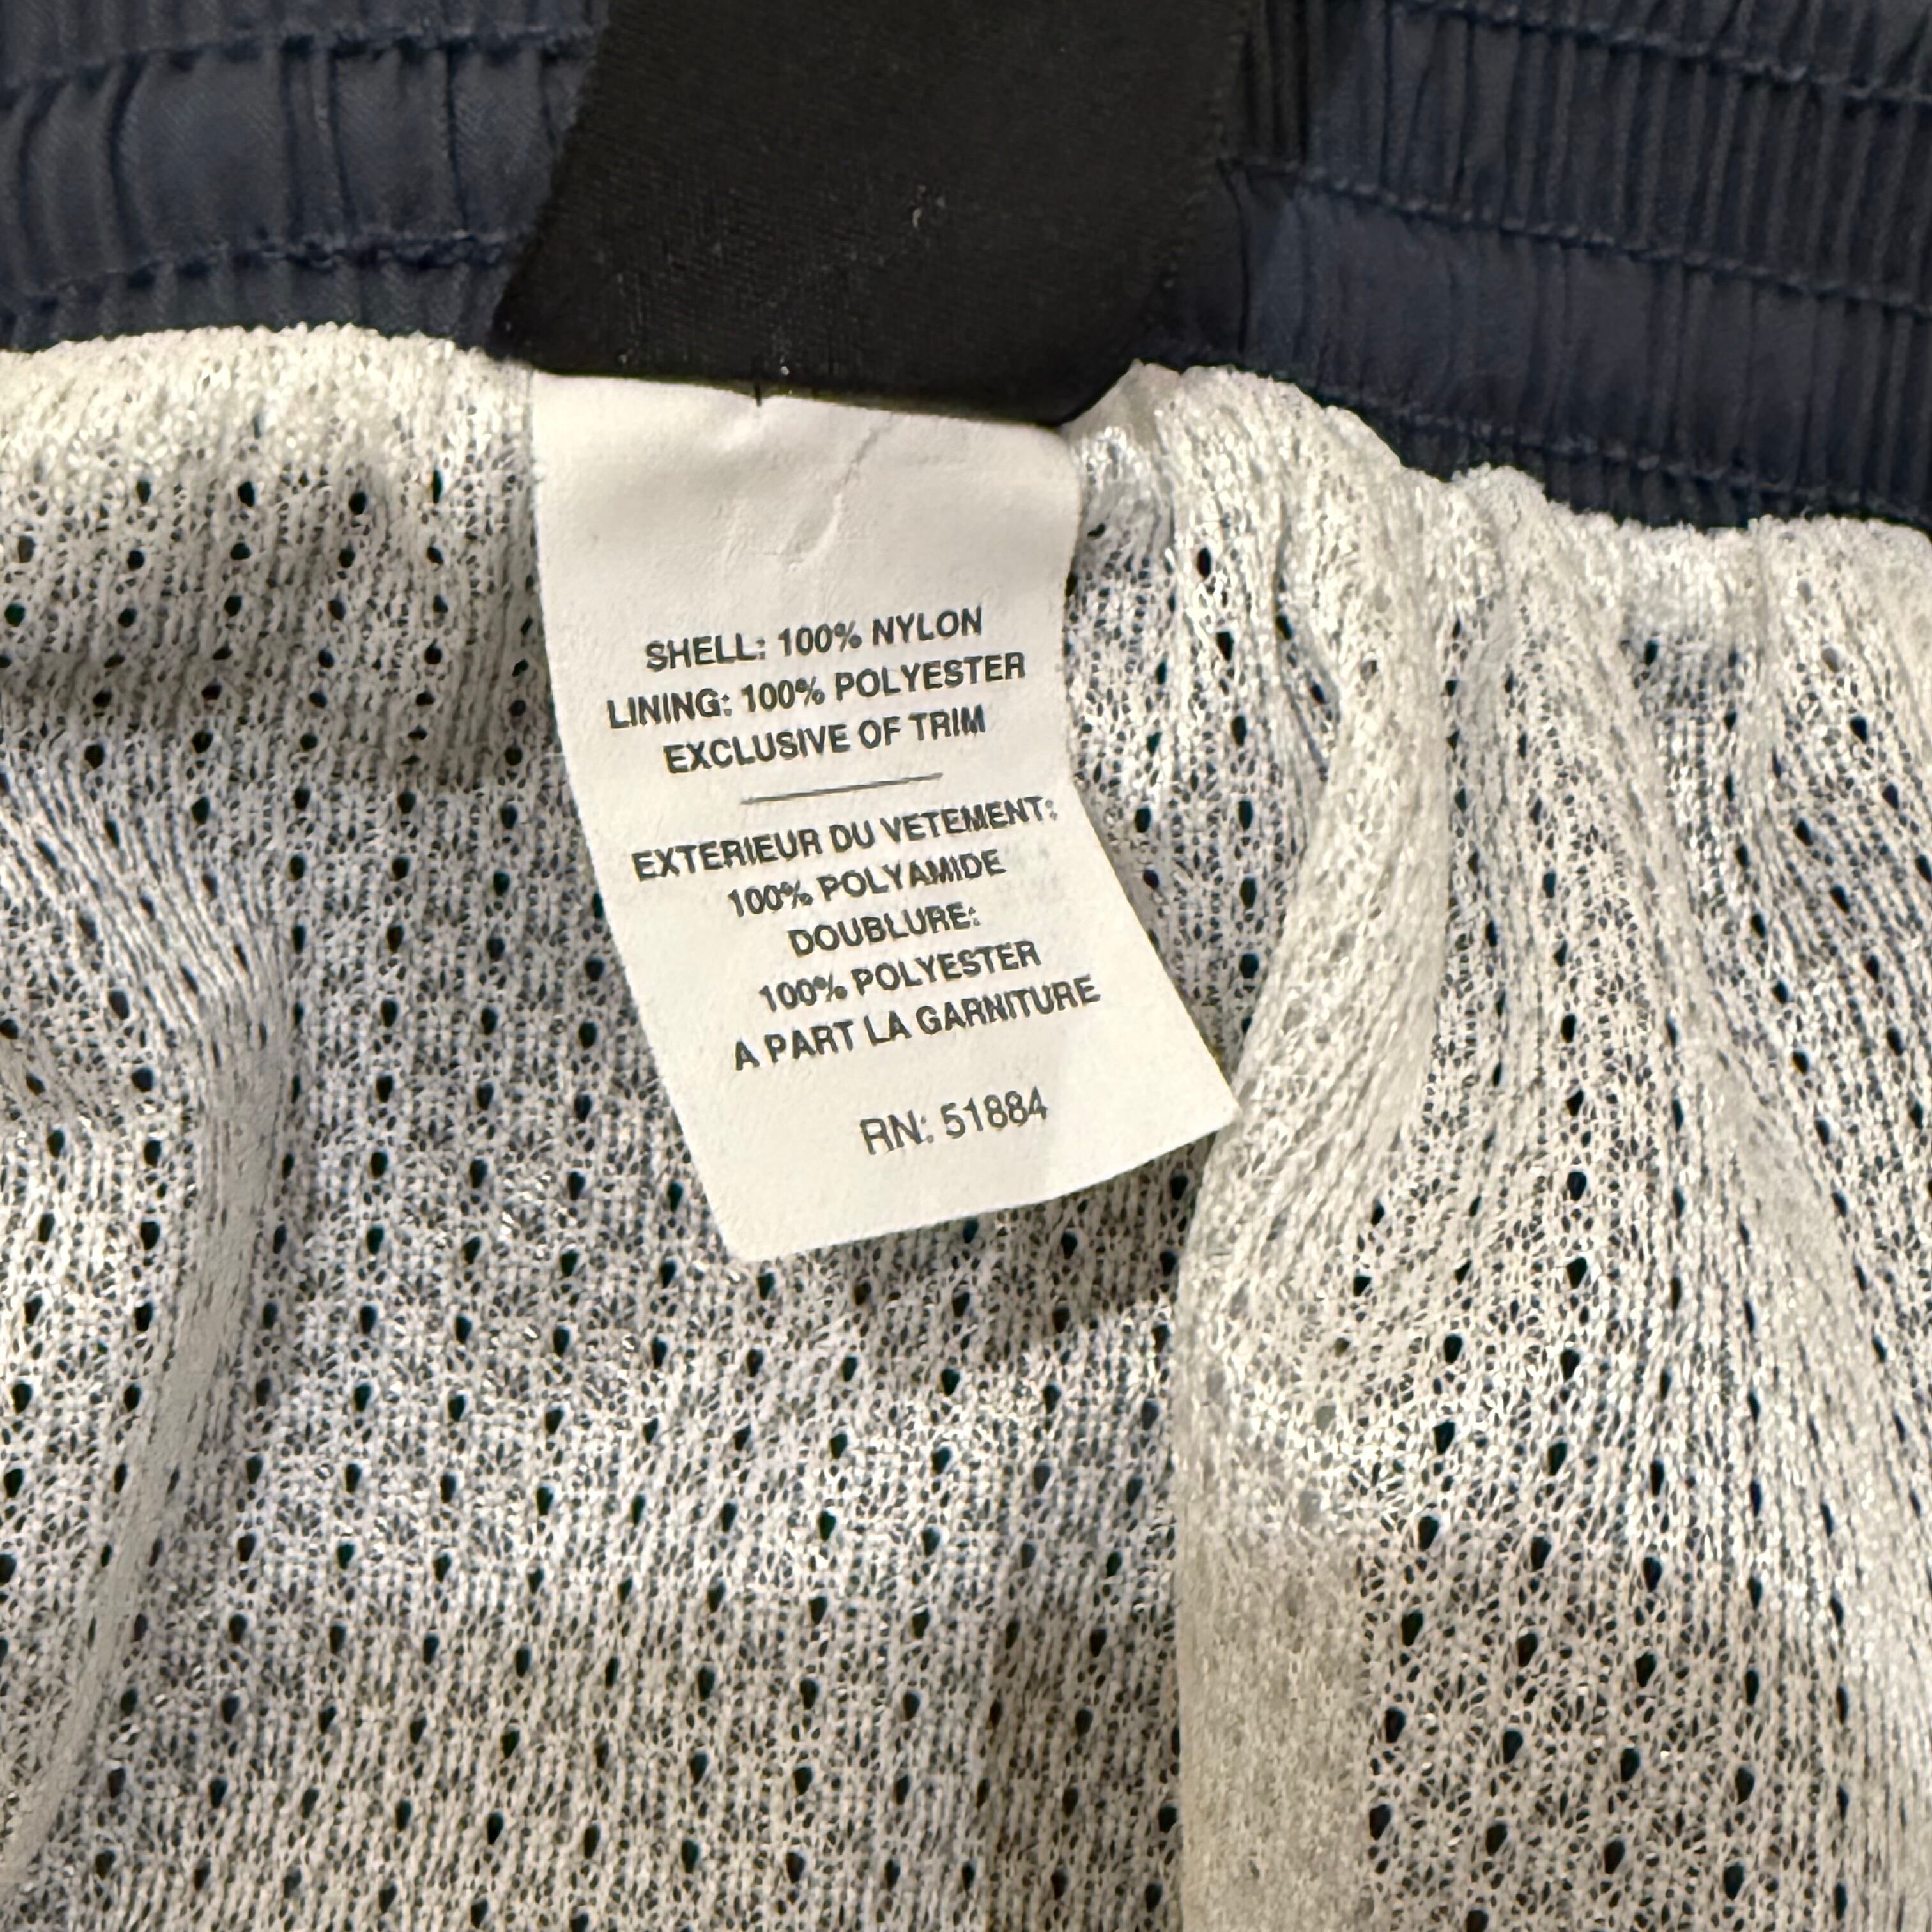 SHELL: 100% NYLON
LINING: 100% POLYESTER
EXCLUSIVE OF TRIM
EXTERIEUR DU VETEMENT:
100% POLYAMIDE
DOUBLURE:
100% POLYESTER
A PART LA GARNITURE
RN: 51884